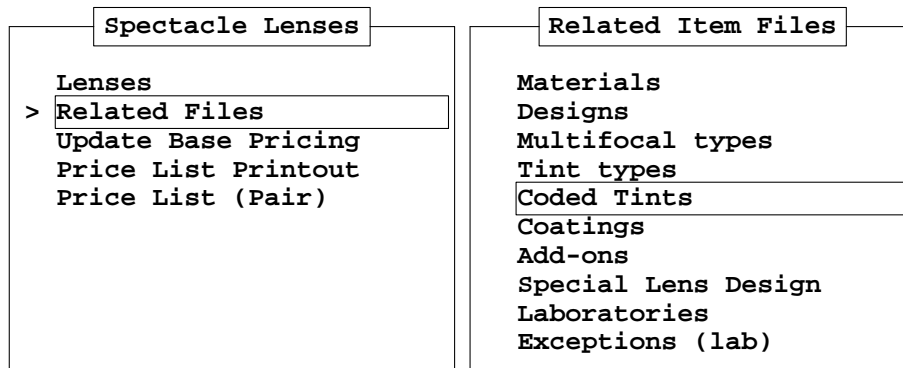 Spectacle Lenses
Lenses
> Related Files
Update Base Pricing
Price List Printout
Price List (Pair)
Related Item Files
Materials
Designs
Multifocal types
Tint types
Coded Tints
Coatings
Add-ons
Special Lens Design
Laboratories
Exceptions (lab)